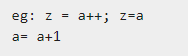 eg: z = a++; z=a
a= a+1